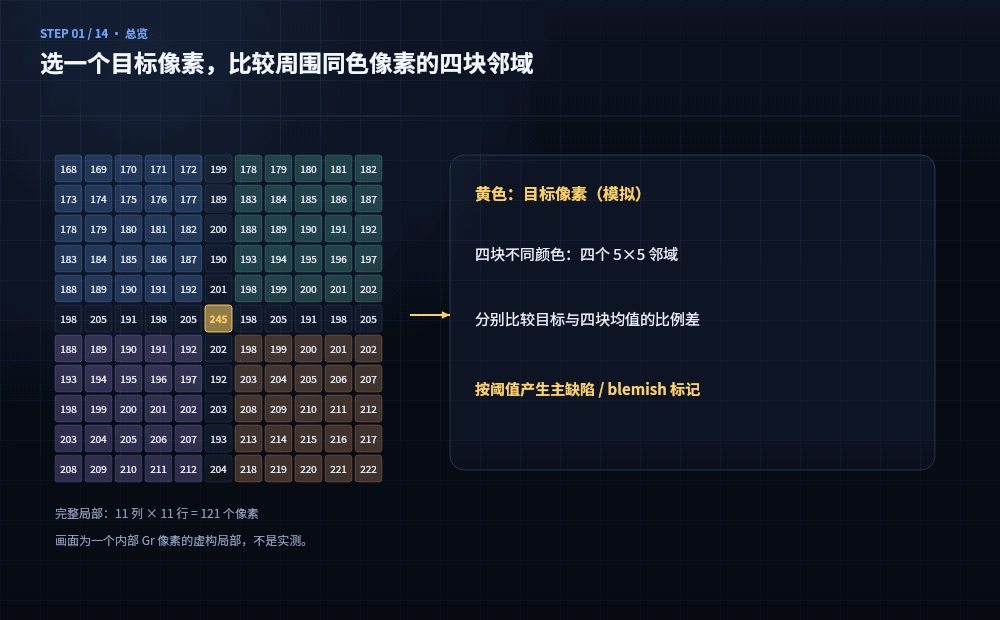 STEP 01 / 14 · 总览
选一个目标像素，比较周围同色像素的四块邻域
168 169 170 171 172 199 178 179 180 181 182
173 174 175 176 177 189 183 184 185 186 187
178 179 180 181 182 200 188 189 190 191 192
183 184 185 186 187 190 193 194 195 196 197
188 189 190 191 192 201 198 199 200 201 202
198 205 191 198 205 245 198 205 191 198 205
188 189 190 191 192 202 198 199 200 201 202
193 194 195 196 197 192 203 204 205 206 207
198 199 200 201 202 203 208 209 210 211 212
203 204 205 206 207 193 213 214 215 216 217
208 209 210 211 212 204 218 219 220 221 222
黄色：目标像素（模拟）
四块不同颜色：四个 5×5 邻域
分别比较目标与四块均值的比例差
按阈值产生主缺陷 / blemish 标记
完整局部：11 列 × 11 行 = 121 个像素
画面为一个内部 Gr 像素的虚构局部，不是实测。